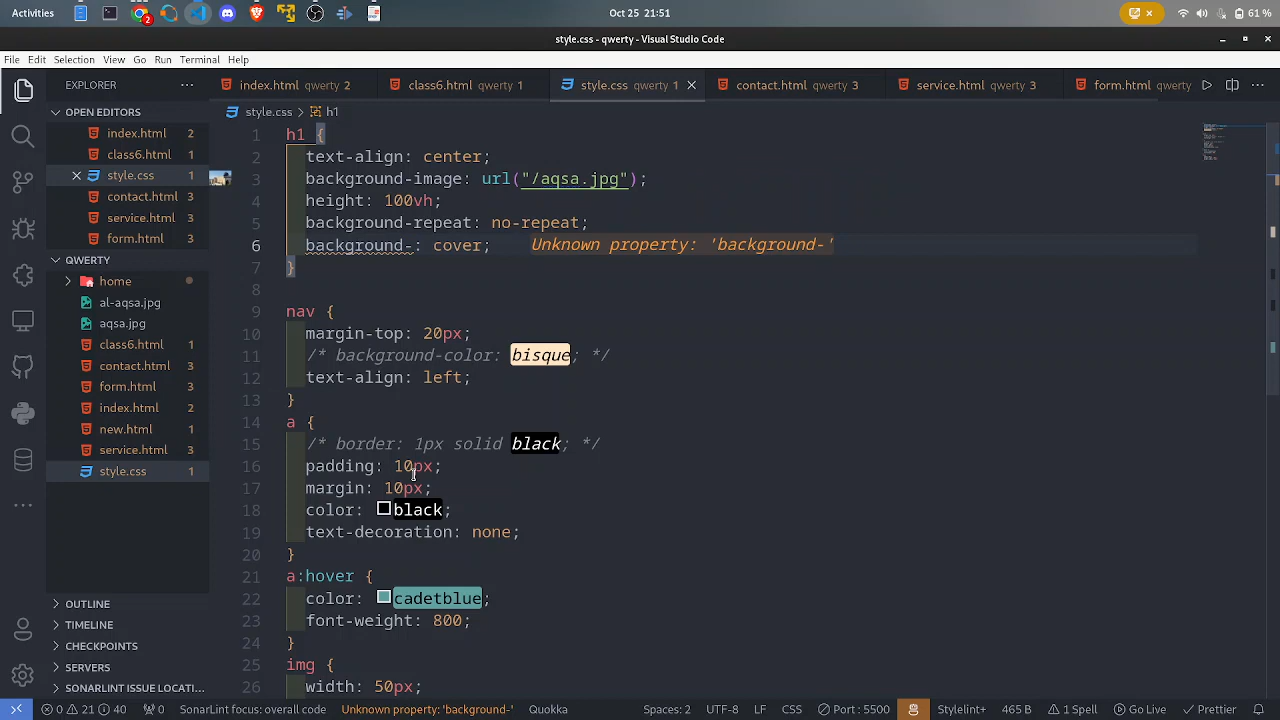 Activities
Oct 25 21:51
61 %
style.css - qwerty - Visual Studio Code
File Edit Selection View Go Run Terminal Help
EXPLORER
index.html qwerty 2
class6.html qwerty 1
style.css qwerty 1
contact.html qwerty 3
service.html qwerty 3
form.html qwerty
OPEN EDITORS
index.html 2
class6.html 1
style.css 1
contact.html 3
service.html 3
form.html 3
QWERTY
home
al-aqsa.jpg
aqsa.jpg
class6.html 1
contact.html 3
form.html 3
index.html 2
new.html 1
service.html 3
style.css 1
OUTLINE
TIMELINE
CHECKPOINTS
SERVERS
SONARLINT ISSUE LOCATI...
style.css > h1
1 h1 {
2 text-align: center;
3 background-image: url("/aqsa.jpg");
4 height: 100vh;
5 background-repeat: no-repeat;
6 background-: cover; Unknown property: 'background-'
7 }
8
9 nav {
10 margin-top: 20px;
11 /* background-color: bisque; */
12 text-align: left;
13 }
14 a {
15 /* border: 1px solid black; */
16 padding: 10px;
17 margin: 10px;
18 color: black;
19 text-decoration: none;
20 }
21 a:hover {
22 color: cadetblue;
23 font-weight: 800;
24 }
25 img {
26 width: 50px;
0 21 40 0 SonarLint focus: overall code Unknown property: 'background-' Quokka Spaces: 2 UTF-8 LF CSS Port : 5500 Stylelint+ 465 B 1 Spell Go Live Prettier